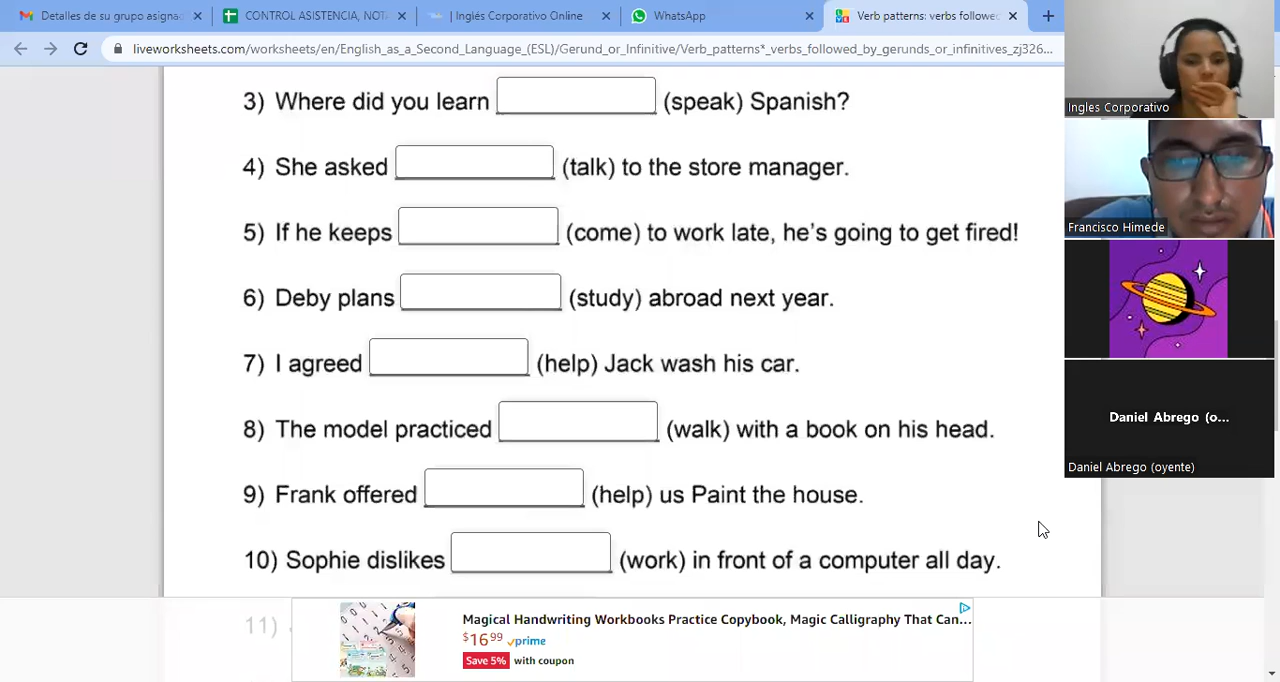 Detalles de su grupo asignad
CONTROL ASISTENCIA, NOTA
| Inglés Corporativo Online
WhatsApp
Verb patterns: verbs followed
liveworksheets.com/worksheets/en/English_as_a_Second_Language_(ESL)/Gerund_or_Infinitive/Verb_patterns*_verbs_followed_by_gerunds_or_infinitives_zj326...
3) Where did you learn (speak) Spanish?
4) She asked (talk) to the store manager.
5) If he keeps (come) to work late, he's going to get fired!
6) Deby plans (study) abroad next year.
7) I agreed (help) Jack wash his car.
8) The model practiced (walk) with a book on his head.
9) Frank offered (help) us Paint the house.
10) Sophie dislikes (work) in front of a computer all day.
11)
Magical Handwriting Workbooks Practice Copybook, Magic Calligraphy That Can...
$16 99 prime
Save 5% with coupon
Ingles Corporativo
Francisco Himede
Daniel Abrego (o...
Daniel Abrego (oyente)